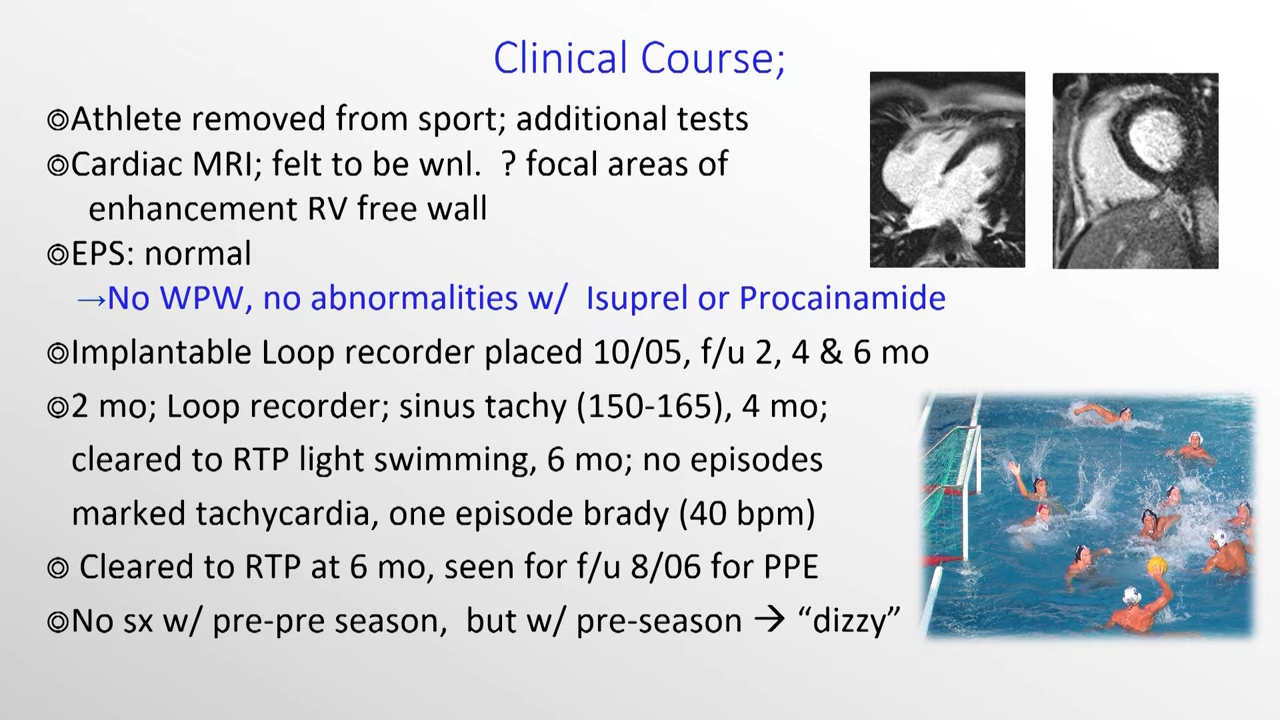 Clinical Course;
◎Athlete removed from sport; additional tests
◎Cardiac MRI; felt to be wnl.  ? focal areas of
enhancement RV free wall
◎EPS: normal
→No WPW, no abnormalities w/  Isuprel or Procainamide
◎Implantable Loop recorder placed 10/05, f/u 2, 4 & 6 mo
◎2 mo; Loop recorder; sinus tachy (150-165), 4 mo;
cleared to RTP light swimming, 6 mo; no episodes
marked tachycardia, one episode brady (40 bpm)
◎ Cleared to RTP at 6 mo, seen for f/u 8/06 for PPE
◎No sx w/ pre-pre season,  but w/ pre-season → “dizzy”